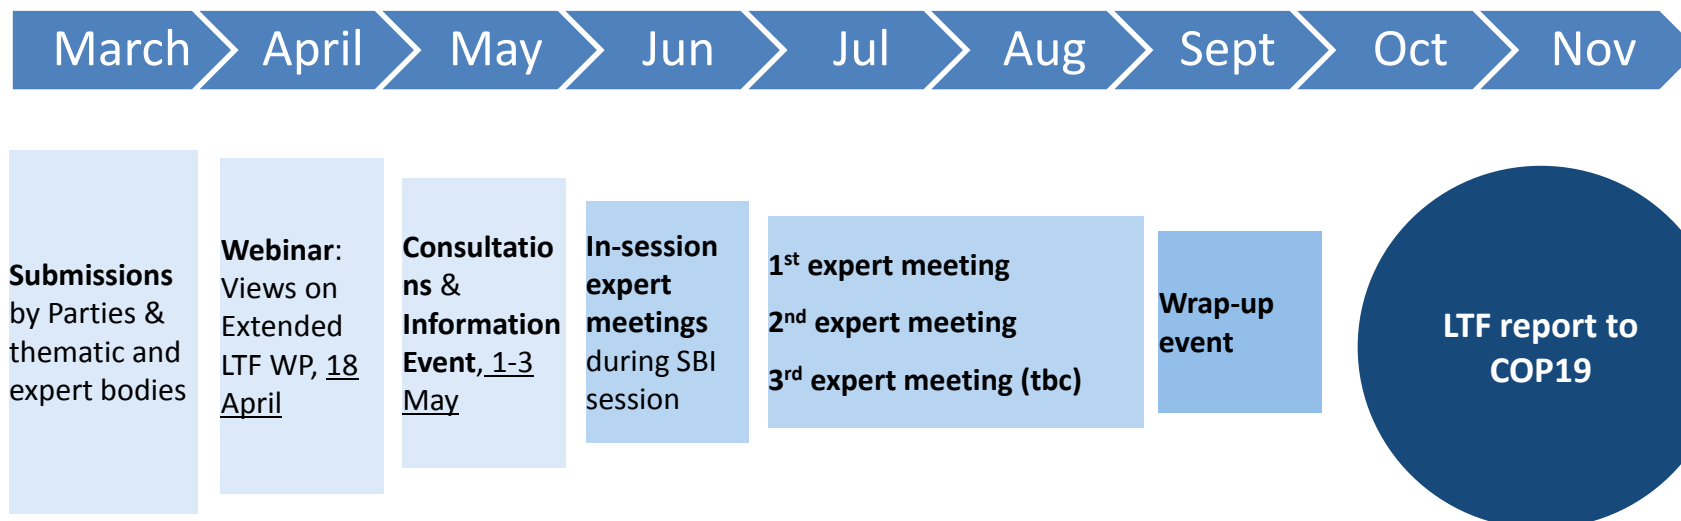 March April May Jun Jul Aug Sept Oct Nov
Submissions
by Parties &
thematic and
expert bodies
Webinar:
Views on
Extended
LTF WP, 18
April
Consultatio
ns &
Information
Event, 1-3
May
In-session
expert
meetings
during SBI
session
1st expert meeting
2nd expert meeting
3rd expert meeting (tbc)
Wrap-up
event
LTF report to
COP19